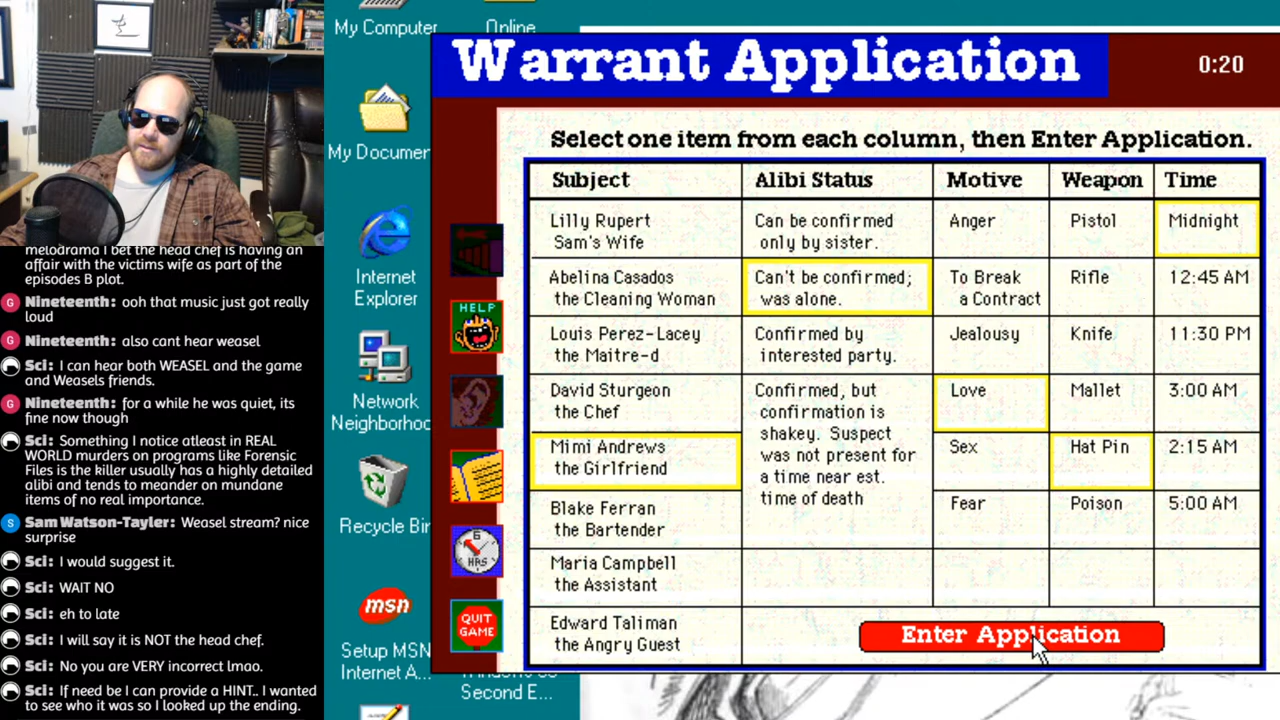 My Computer
Online
My Documen
Internet
Explorer
Network
Neighborhoo
Recycle Bin
msn
Setup MSN
Internet A...
Second E...
Warrant Application
0:20
HELP
6
HRS
QUIT
GAME
Select one item from each column, then Enter Application.
Subject
Alibi Status
Motive
Weapon
Time
Lilly Rupert
Sam's Wife
Can be confirmed
only by sister.
Anger
Pistol
Midnight
Abelina Casados
the Cleaning Woman
Can't be confirmed;
was alone.
To Break
a Contract
Rifle
12:45 AM
Louis Perez-Lacey
the Maitre-d
Confirmed by
interested party.
Jealousy
Knife
11:30 PM
David Sturgeon
the Chef
Confirmed, but
confirmation is
shakey. Suspect
was not present for
a time near est.
time of death
Love
Mallet
3:00 AM
Mimi Andrews
the Girlfriend
Sex
Hat Pin
2:15 AM
Blake Ferran
the Bartender
Fear
Poison
5:00 AM
Maria Campbell
the Assistant
Edward Taliman
the Angry Guest
Enter Application
melodrama I bet the head chef is having an
affair with the victims wife as part of the
episodes B plot.
G Nineteenth: ooh that music just got really
loud
G Nineteenth: also cant hear weasel
Sci: I can hear both WEASEL and the game
and Weasels friends.
G Nineteenth: for a while he was quiet, its
fine now though
Sci: Something I notice atleast in REAL
WORLD murders on programs like Forensic
Files is the killer usually has a highly detailed
alibi and tends to meander on mundane
items of no real importance.
S Sam Watson-Tayler: Weasel stream? nice
surprise
Sci: I would suggest it.
Sci: WAIT NO
Sci: eh to late
Sci: I will say it is NOT the head chef.
Sci: No you are VERY incorrect lmao.
Sci: If need be I can provide a HINT.. I wanted
to see who it was so I looked up the ending.